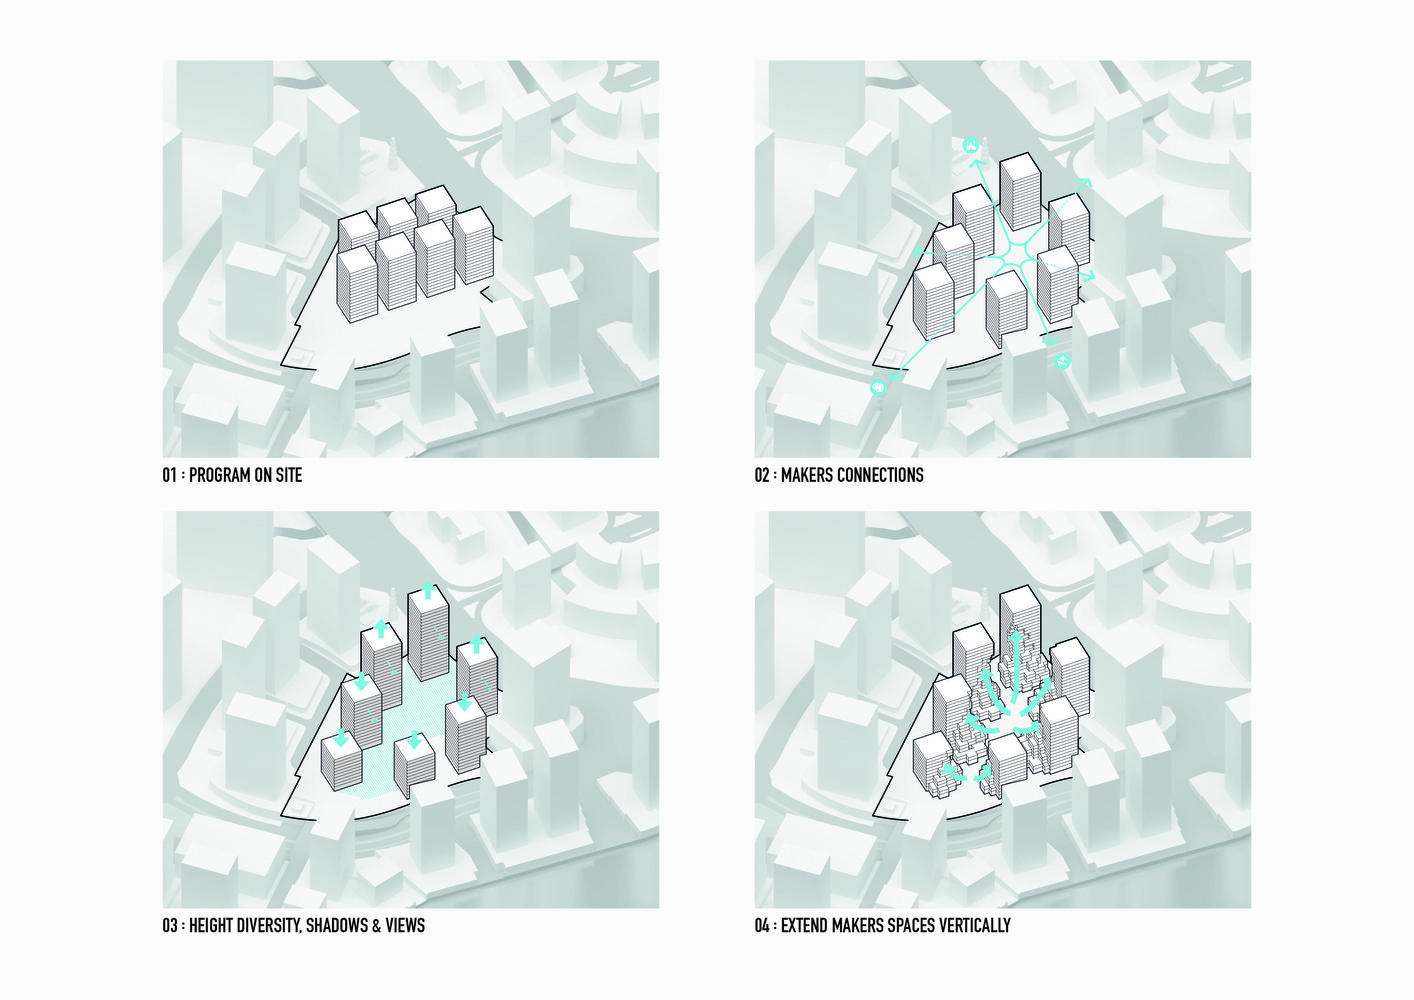 01 : PROGRAM ON SITE
02 : MAKERS CONNECTIONS
03 : HEIGHT DIVERSITY, SHADOWS & VIEWS
04 : EXTEND MAKERS SPACES VERTICALLY